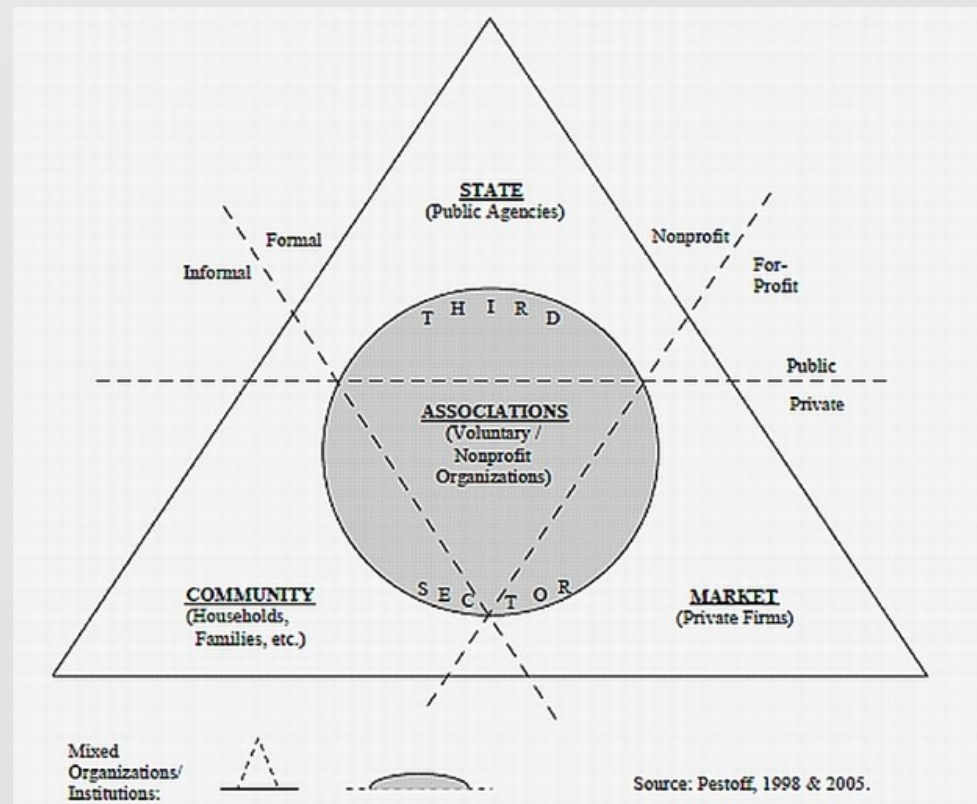 STATE
(Public Agencies)
Formal
Informal
Nonprofit
For-
Profit
THIRD
Public
Private
ASSOCIATIONS
(Voluntary /
Nonprofit
Organizations)
SECTOR
COMMUNITY
(Households,
Families, etc.)
MARKET
(Private Firms)
Mixed
Organizations/
Institutions:
Source: Pestoff, 1998 & 2005.